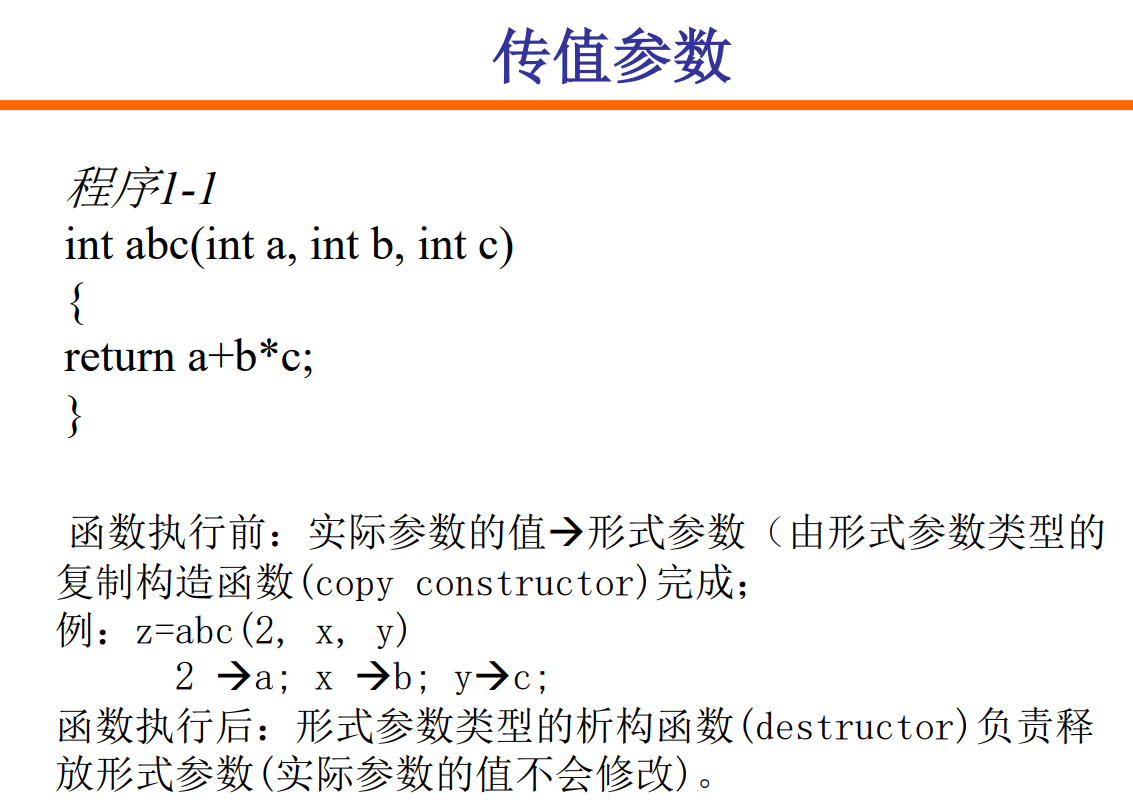 传值参数
程序1-1
int abc(int a, int b, int c)
{
return a+b*c;
}
函数执行前：实际参数的值→形式参数（由形式参数类型的
复制构造函数(copy constructor)完成；
例：z=abc(2, x, y)
2 →a; x →b; y→c;
函数执行后：形式参数类型的析构函数(destructor)负责释
放形式参数(实际参数的值不会修改)。